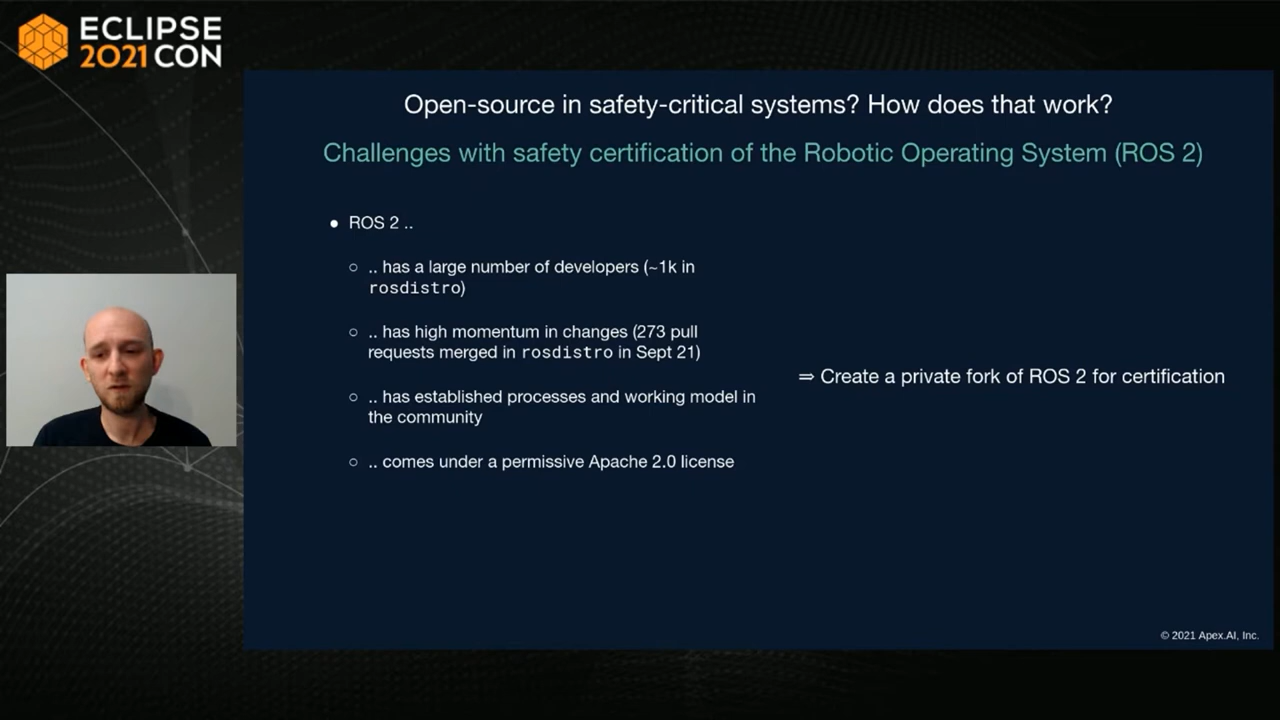 ECLIPSE
2021 CON
Open-source in safety-critical systems? How does that work?
Challenges with safety certification of the Robotic Operating System (ROS 2)
● ROS 2 ..
○ .. has a large number of developers (~1k in
rosdistro)
○ .. has high momentum in changes (273 pull
requests merged in rosdistro in Sept 21)
○ .. has established processes and working model in
the community
○ .. comes under a permissive Apache 2.0 license
⇒ Create a private fork of ROS 2 for certification
© 2021 Apex.AI, Inc.